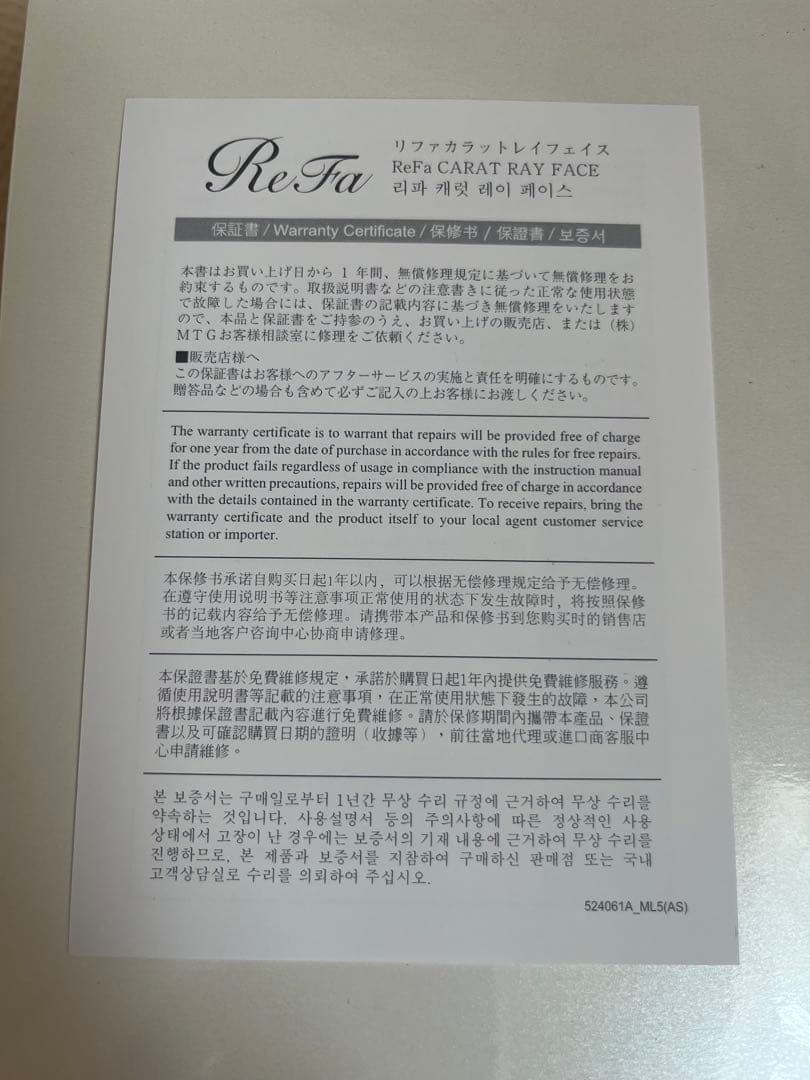 ReFa
リファカラットレイフェイス
ReFa CARAT RAY FACE
리파 캐럿 레이 페이스
保証書 / Warranty Certificate / 保修书 / 保證書 / 보증서
本書はお買い上げ日から 1 年間、無償修理規定に基づいて無償修理をお
約束するものです。取扱説明書などの注意書きに従った正常な使用状態
で故障した場合には、保証書の記載内容に基づき無償修理をいたします
ので、本品と保証書をご持参のうえ、お買い上げの販売店、または（株）
MTGお客様相談室に修理をご依頼ください。
■販売店様へ
この保証書はお客様へのアフターサービスの実施と責任を明確にするものです。
贈答品などの場合も含めて必ずご記入の上お客様にお渡しください。
The warranty certificate is to warrant that repairs will be provided free of charge
for one year from the date of purchase in accordance with the rules for free repairs.
If the product fails regardless of usage in compliance with the instruction manual
and other written precautions, repairs will be provided free of charge in accordance
with the details contained in the warranty certificate. To receive repairs, bring the
warranty certificate and the product itself to your local agent customer service
station or importer.
本保修书承诺自购买日起1年以内，可以根据无偿修理规定给予无偿修理。
在遵守使用说明书等注意事项正常使用的状态下发生故障时，将按照保修
书的记载内容给予无偿修理。请携带本产品和保修书到您购买时的销售店
或者当地客户咨询中心协商申请修理。
本保證書基於免費維修規定，承諾於購買日起1年內提供免費維修服務。遵
循使用說明書等記載的注意事項，在正常使用狀態下發生的故障，本公司
將根據保證書記載內容進行免費維修。請於保修期間內攜帶本產品、保證
書以及可確認購買日期的證明（收據等），前往當地代理或進口商客服中
心申請維修。
본 보증서는 구매일로부터 1년간 무상 수리 규정에 근거하여 무상 수리를
약속하는 것입니다. 사용설명서 등의 주의사항에 따른 정상적인 사용
상태에서 고장이 난 경우에는 보증서의 기재 내용에 근거하여 무상 수리를
진행하므로, 본 제품과 보증서를 지참하여 구매하신 판매점 또는 국내
고객상담실로 수리를 의뢰하여 주십시오.
524061A_ML5(AS)